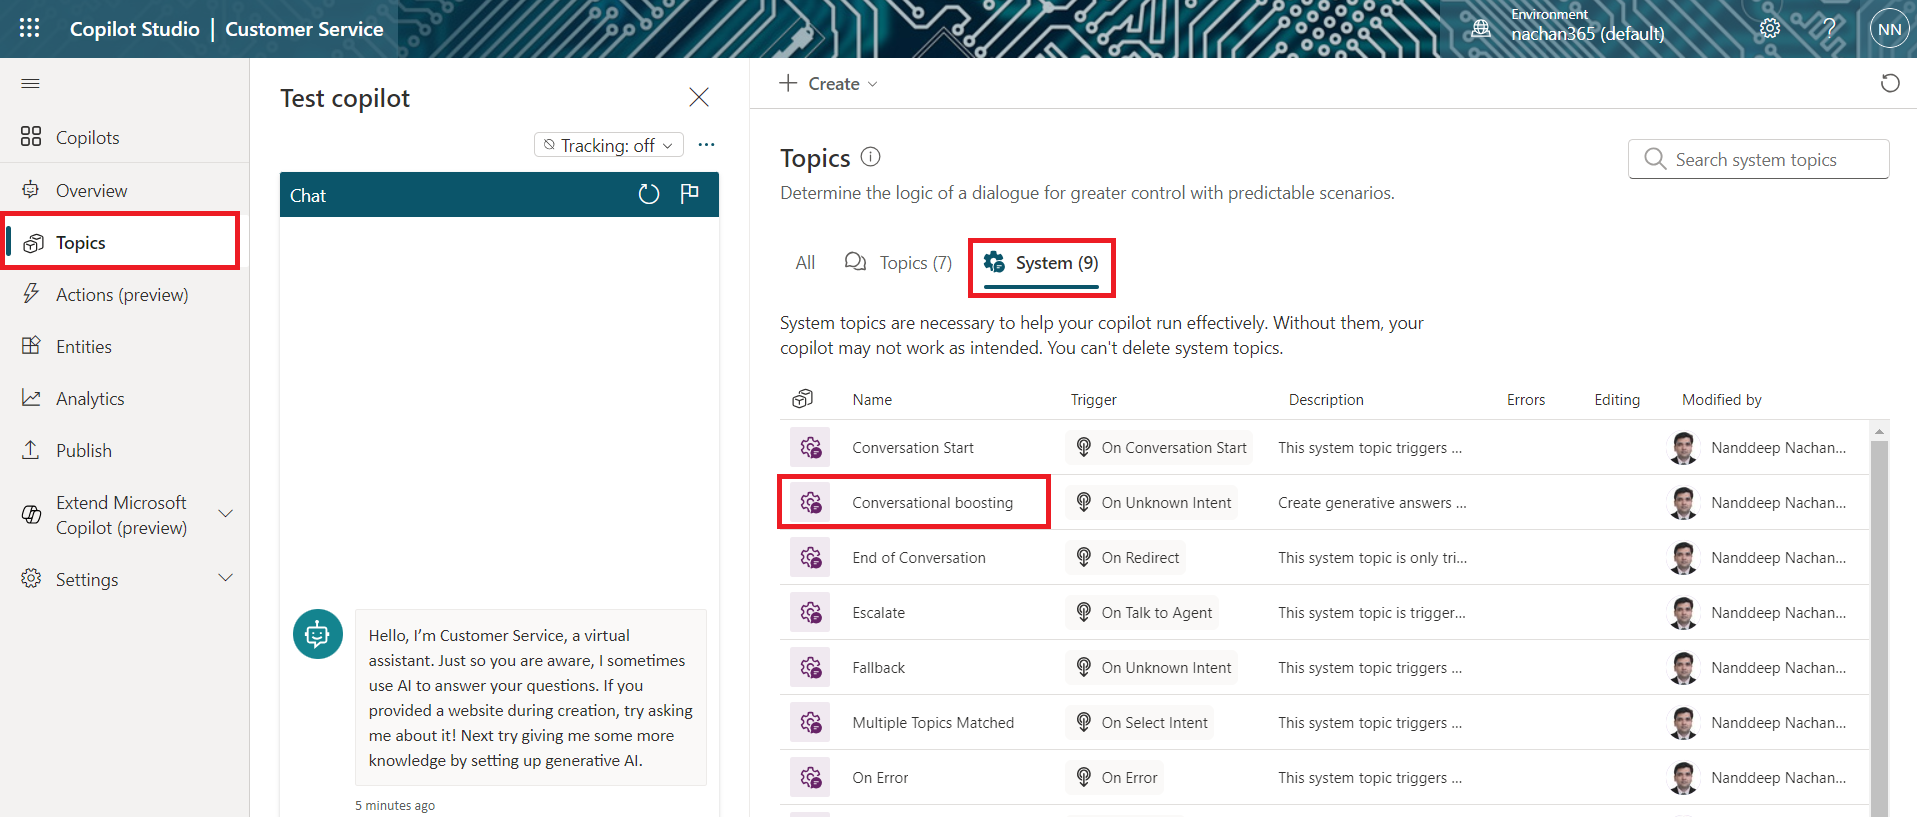 Copilot Studio | Customer Service
Environment
nachan365 (default)
NN
Copilots
Overview
Topics
Actions (preview)
Entities
Analytics
Publish
Extend Microsoft
Copilot (preview)
Settings
Test copilot
Tracking: off
Chat
Hello, I'm Customer Service, a virtual
assistant. Just so you are aware, I sometimes
use AI to answer your questions. If you
provided a website during creation, try asking
me about it! Next try giving me some more
knowledge by setting up generative AI.
5 minutes ago
Create
Topics
Search system topics
Determine the logic of a dialogue for greater control with predictable scenarios.
All Topics (7) System (9)
System topics are necessary to help your copilot run effectively. Without them, your
copilot may not work as intended. You can't delete system topics.
Name Trigger Description Errors Editing Modified by
Conversation Start On Conversation Start This system topic triggers ... Nanddeep Nachan...
Conversational boosting On Unknown Intent Create generative answers ... Nanddeep Nachan...
End of Conversation On Redirect This system topic is only tri... Nanddeep Nachan...
Escalate On Talk to Agent This system topic is trigger... Nanddeep Nachan...
Fallback On Unknown Intent This system topic triggers ... Nanddeep Nachan...
Multiple Topics Matched On Select Intent This system topic triggers ... Nanddeep Nachan...
On Error On Error This system topic triggers ... Nanddeep Nachan...